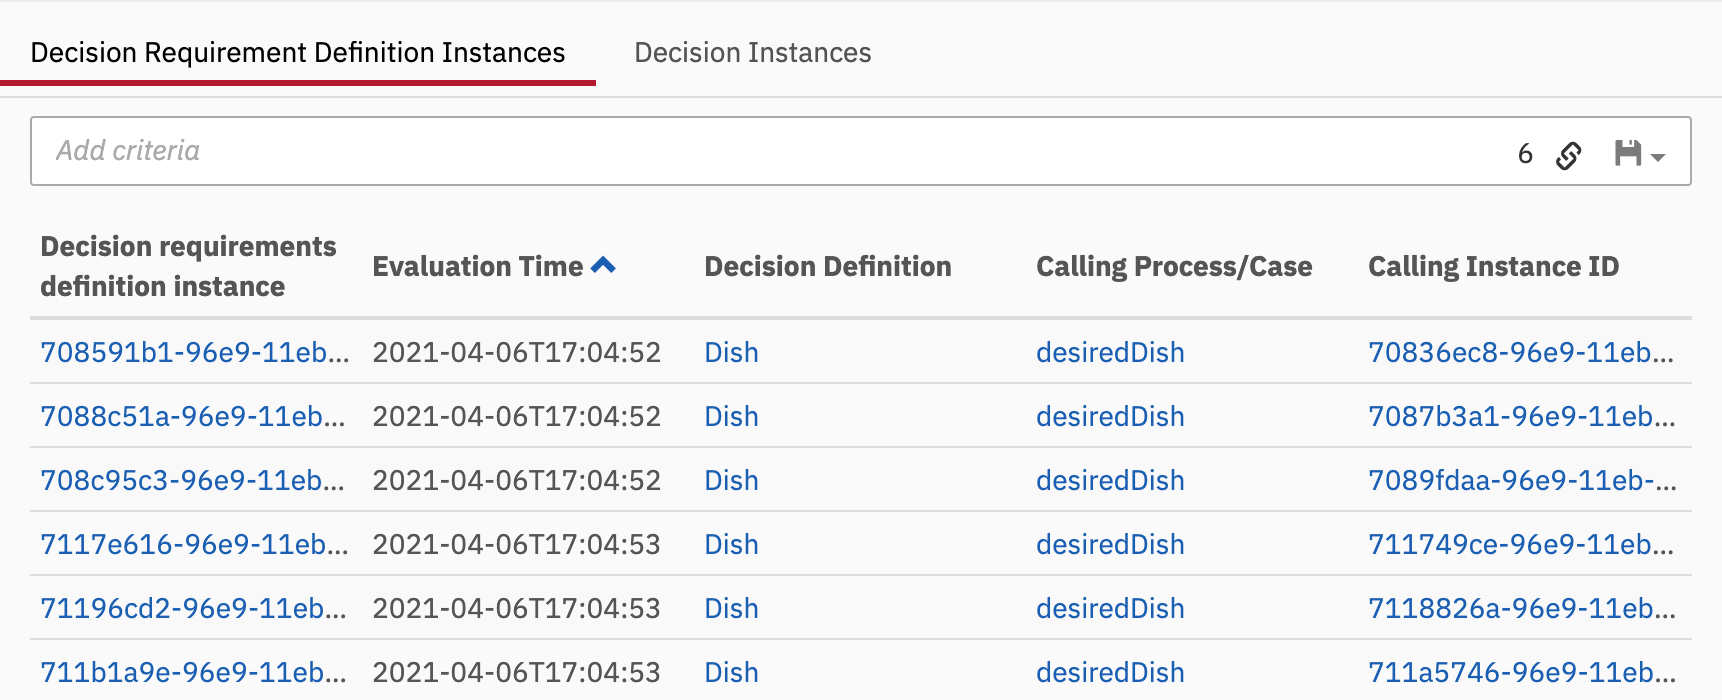 Decision Requirement Definition Instances Decision Instances
Add criteria 6
Decision requirements definition instance Evaluation Time Decision Definition Calling Process/Case Calling Instance ID
708591b1-96e9-11eb... 2021-04-06T17:04:52 Dish desiredDish 70836ec8-96e9-11eb...
7088c51a-96e9-11eb... 2021-04-06T17:04:52 Dish desiredDish 7087b3a1-96e9-11eb...
708c95c3-96e9-11eb... 2021-04-06T17:04:52 Dish desiredDish 7089fdaa-96e9-11eb-...
7117e616-96e9-11eb... 2021-04-06T17:04:53 Dish desiredDish 711749ce-96e9-11eb...
71196cd2-96e9-11eb... 2021-04-06T17:04:53 Dish desiredDish 7118826a-96e9-11eb...
711b1a9e-96e9-11eb... 2021-04-06T17:04:53 Dish desiredDish 711a5746-96e9-11eb...